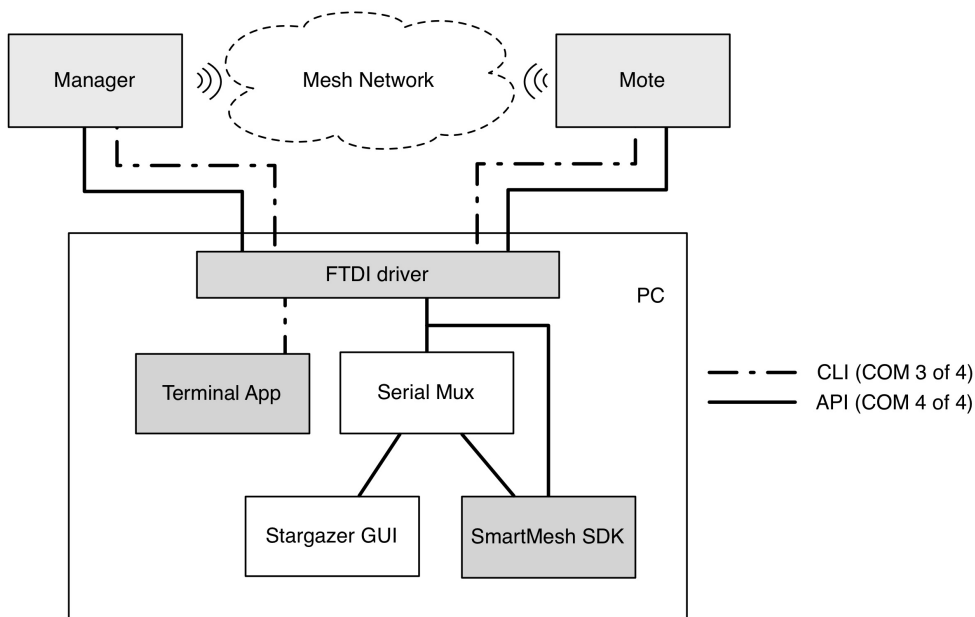 Manager
Mesh Network
Mote
FTDI driver
PC
Terminal App
Serial Mux
CLI (COM 3 of 4)
API (COM 4 of 4)
Stargazer GUI
SmartMesh SDK